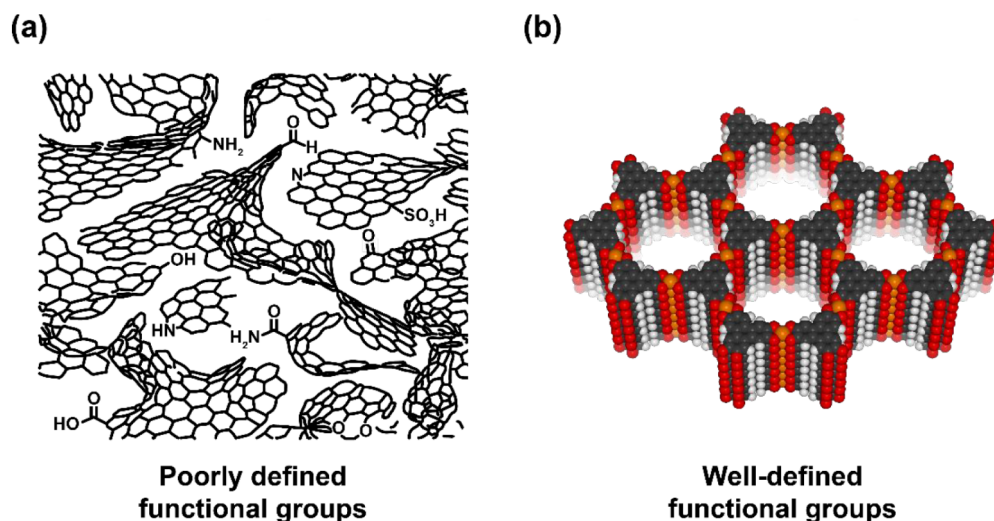 (a)
(b)
O
H
NH2
N
SO3H
O
OH
HN
O
H2N
O
HO
O
O
Poorly defined
functional groups
Well-defined
functional groups